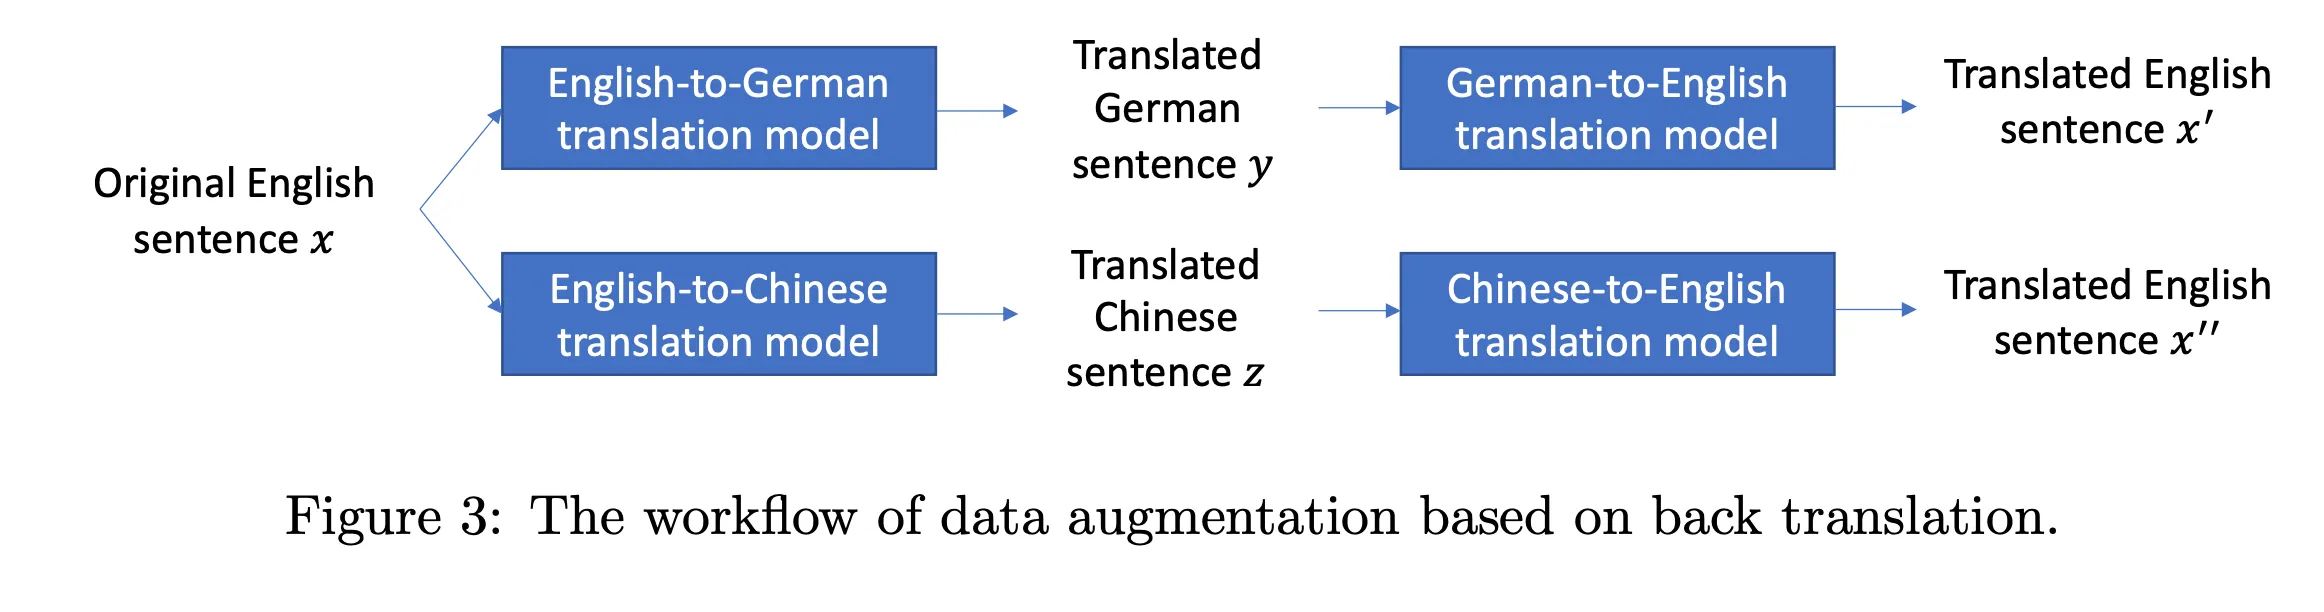 Original English
sentence x
English-to-German
translation model
Translated
German
sentence y
German-to-English
translation model
Translated English
sentence x′
English-to-Chinese
translation model
Translated
Chinese
sentence z
Chinese-to-English
translation model
Translated English
sentence x′′
Figure 3: The workflow of data augmentation based on back translation.